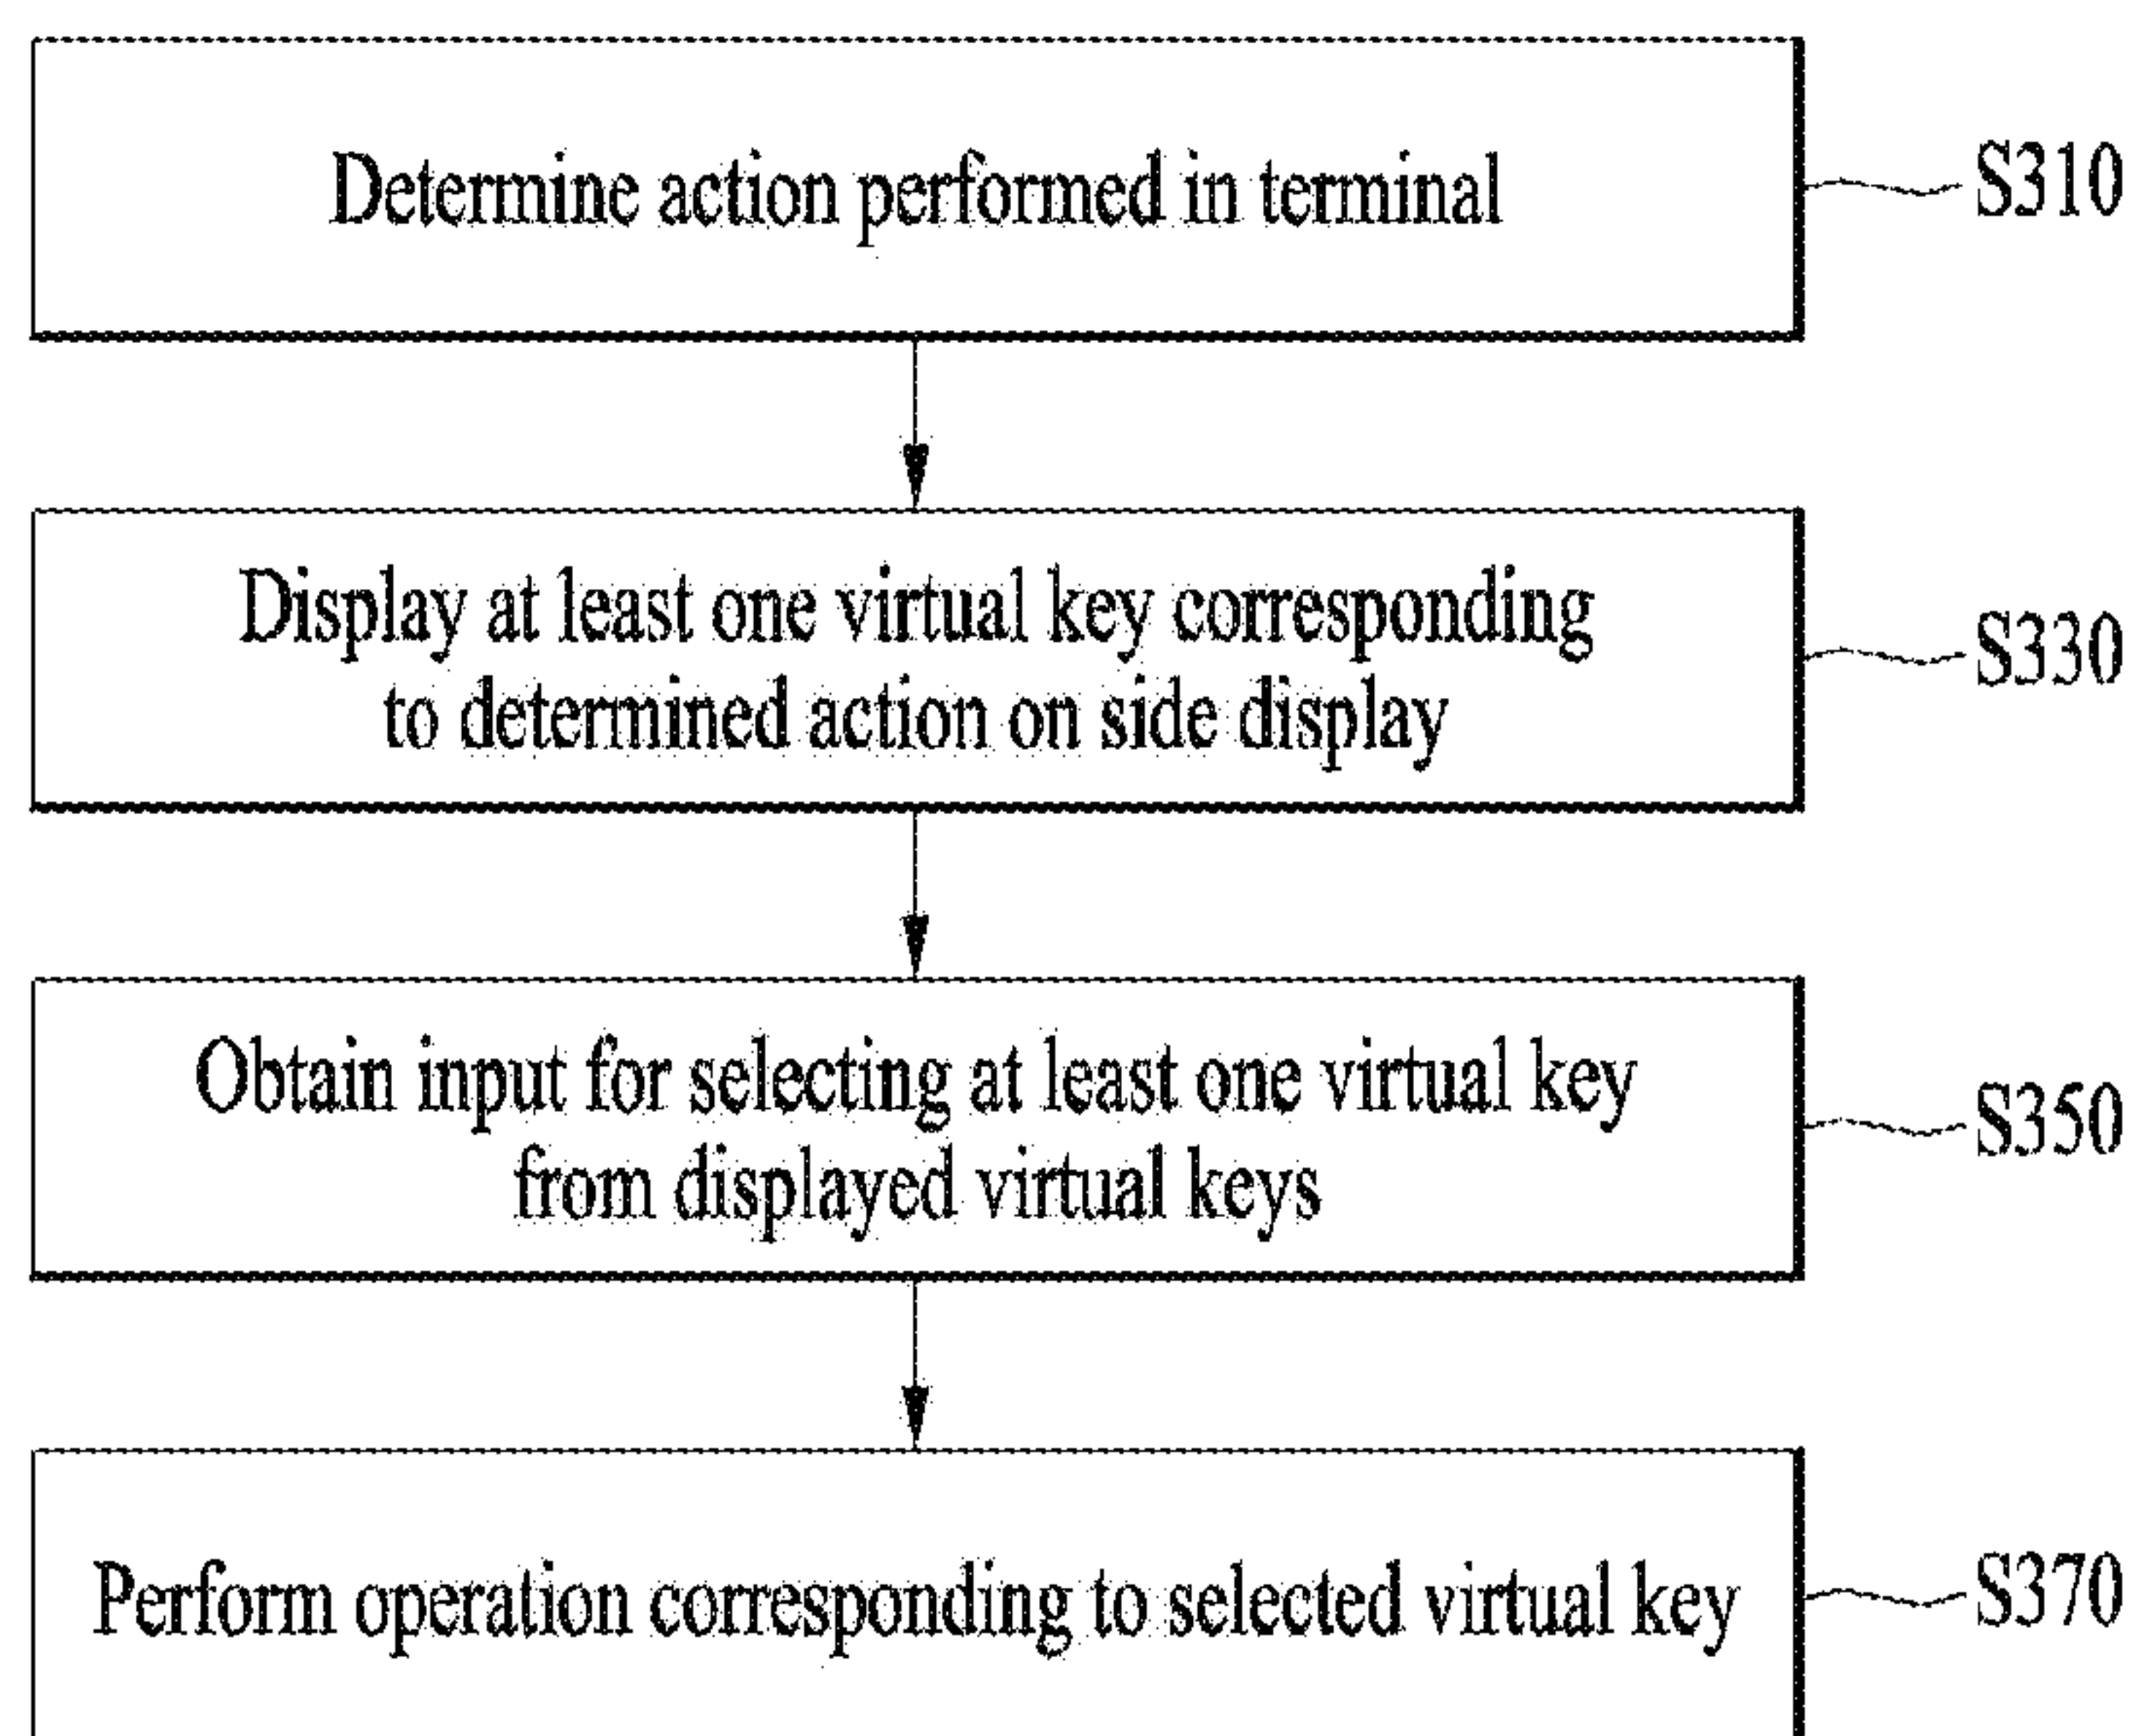 Determine action performed in terminal
S310
Display at least one virtual key corresponding
to determined action on side display
S330
Obtain input for selecting at least one virtual key
from displayed virtual keys
S350
Perform operation corresponding to selected virtual key
S370